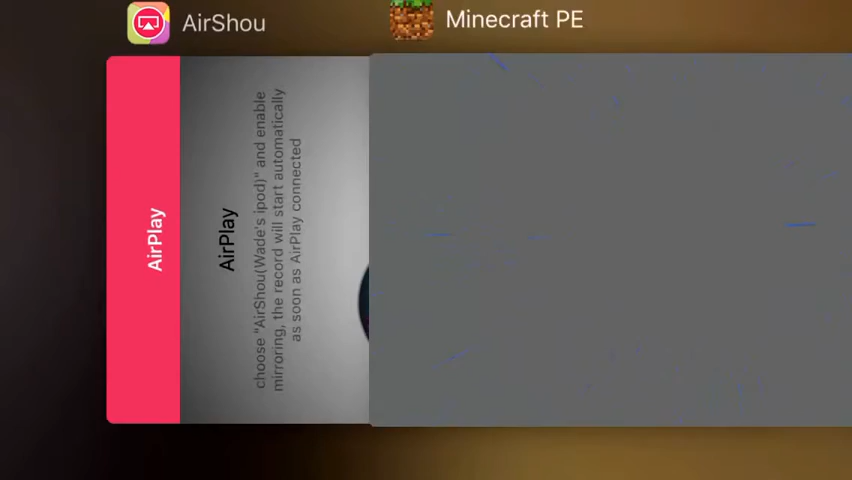 AirShou
Minecraft PE
AirPlay
AirPlay
choose "AirShou(Wade's ipod)" and enable
mirroring, the record will start automatically
as soon as AirPlay connected